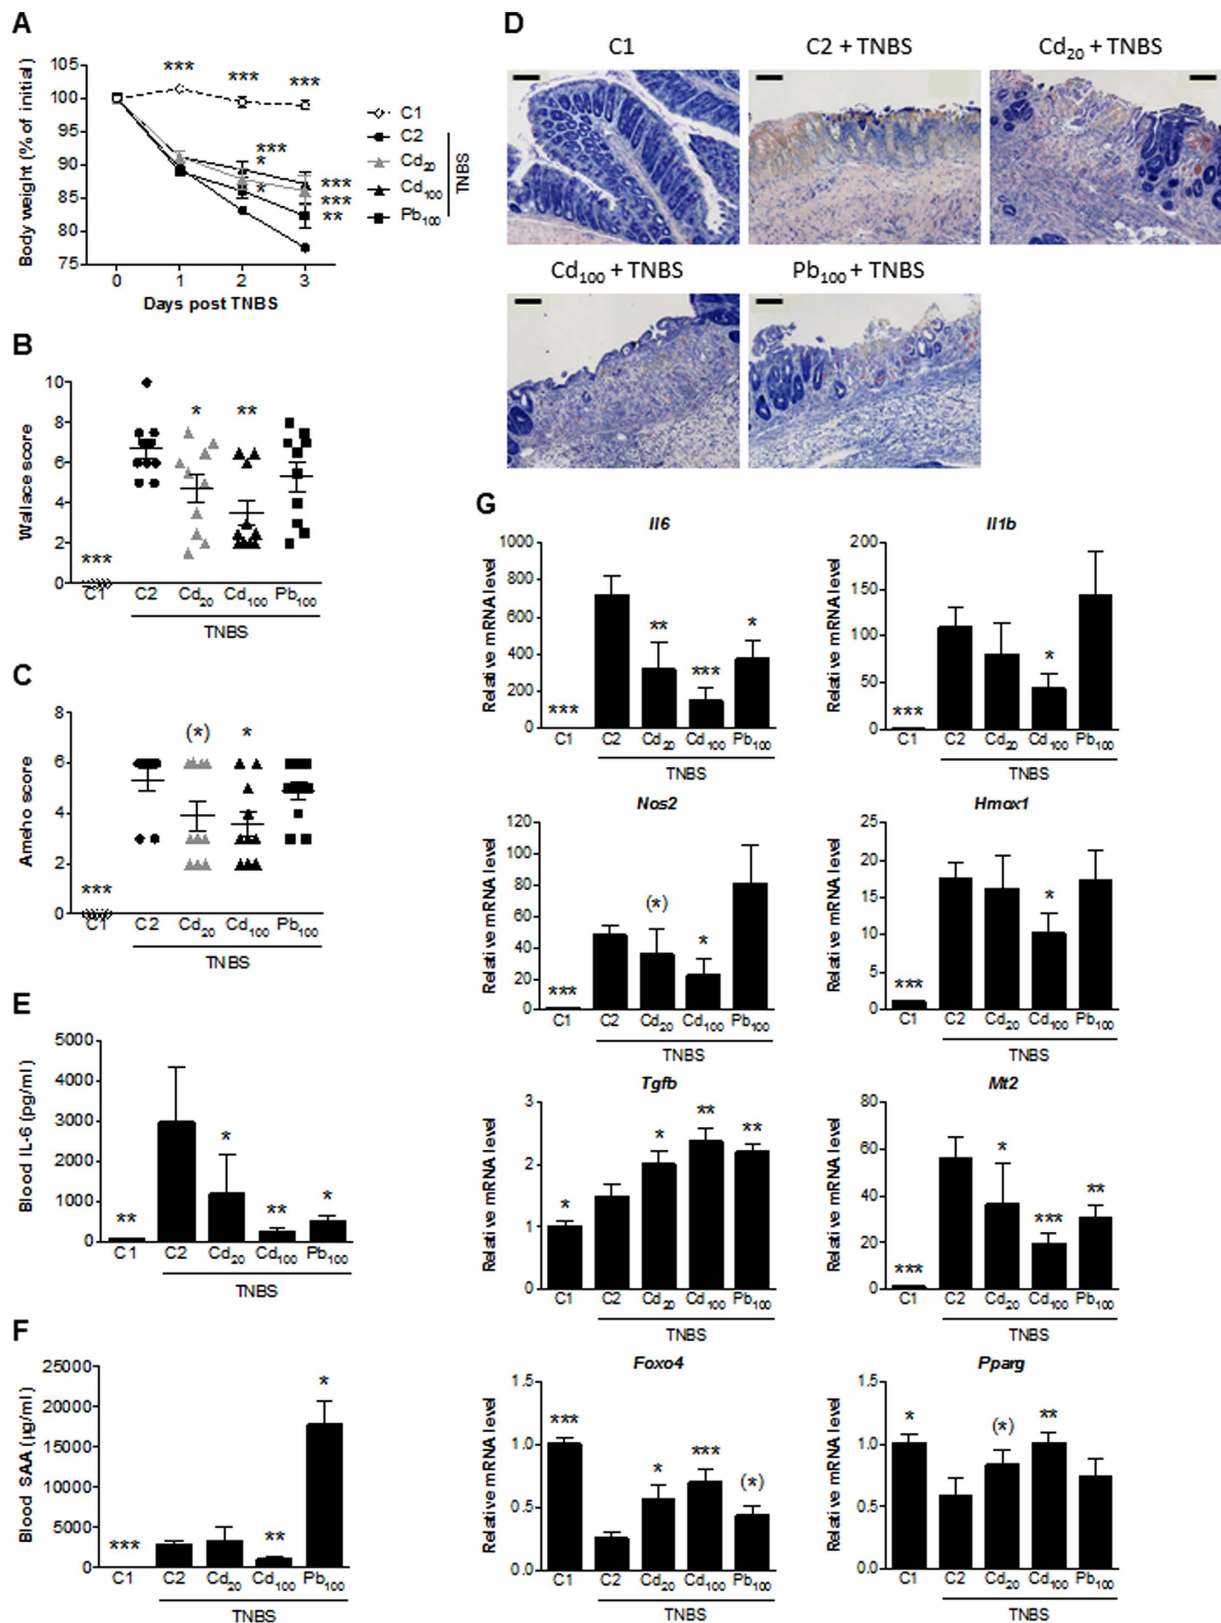 A
Body weight (% of initial)
105
100
95
90
85
80
75
*** *** ***
***
*
*
***
***
**
0 1 2 3
Days post TNBS
C1
C2
Cd20
Cd100
Pb100
TNBS
B
Wallace score
10
8
6
4
2
0
***
* **
C1 C2 Cd20 Cd100 Pb100
TNBS
C
Ameho score
8
6
4
2
0
***
(*) *
C1 C2 Cd20 Cd100 Pb100
TNBS
D
C1 C2 + TNBS Cd20 + TNBS
Cd100 + TNBS Pb100 + TNBS
E
Blood IL-6 (pg/ml)
5000
4000
3000
2000
1000
0
** * ** *
C1 C2 Cd20 Cd100 Pb100
TNBS
F
Blood SAA (µg/ml)
25000
20000
15000
10000
5000
0
*** ** *
C1 C2 Cd20 Cd100 Pb100
TNBS
G
Il6
Relative mRNA level
1000
800
600
400
200
0
*** ** *** *
C1 C2 Cd20 Cd100 Pb100
TNBS
Il1b
Relative mRNA level
200
150
100
50
0
*** *
C1 C2 Cd20 Cd100 Pb100
TNBS
Nos2
Relative mRNA level
120
100
80
60
40
20
0
*** (*) *
C1 C2 Cd20 Cd100 Pb100
TNBS
Hmox1
Relative mRNA level
25
20
15
10
5
0
*** *
C1 C2 Cd20 Cd100 Pb100
TNBS
Tgfb
Relative mRNA level
3
2
1
0
* * ** **
C1 C2 Cd20 Cd100 Pb100
TNBS
Mt2
Relative mRNA level
80
60
40
20
0
*** * *** **
C1 C2 Cd20 Cd100 Pb100
TNBS
Foxo4
Relative mRNA level
1.5
1.0
0.5
0.0
*** * *** (*)
C1 C2 Cd20 Cd100 Pb100
TNBS
Pparg
Relative mRNA level
1.5
1.0
0.5
0.0
* (*) **
C1 C2 Cd20 Cd100 Pb100
TNBS